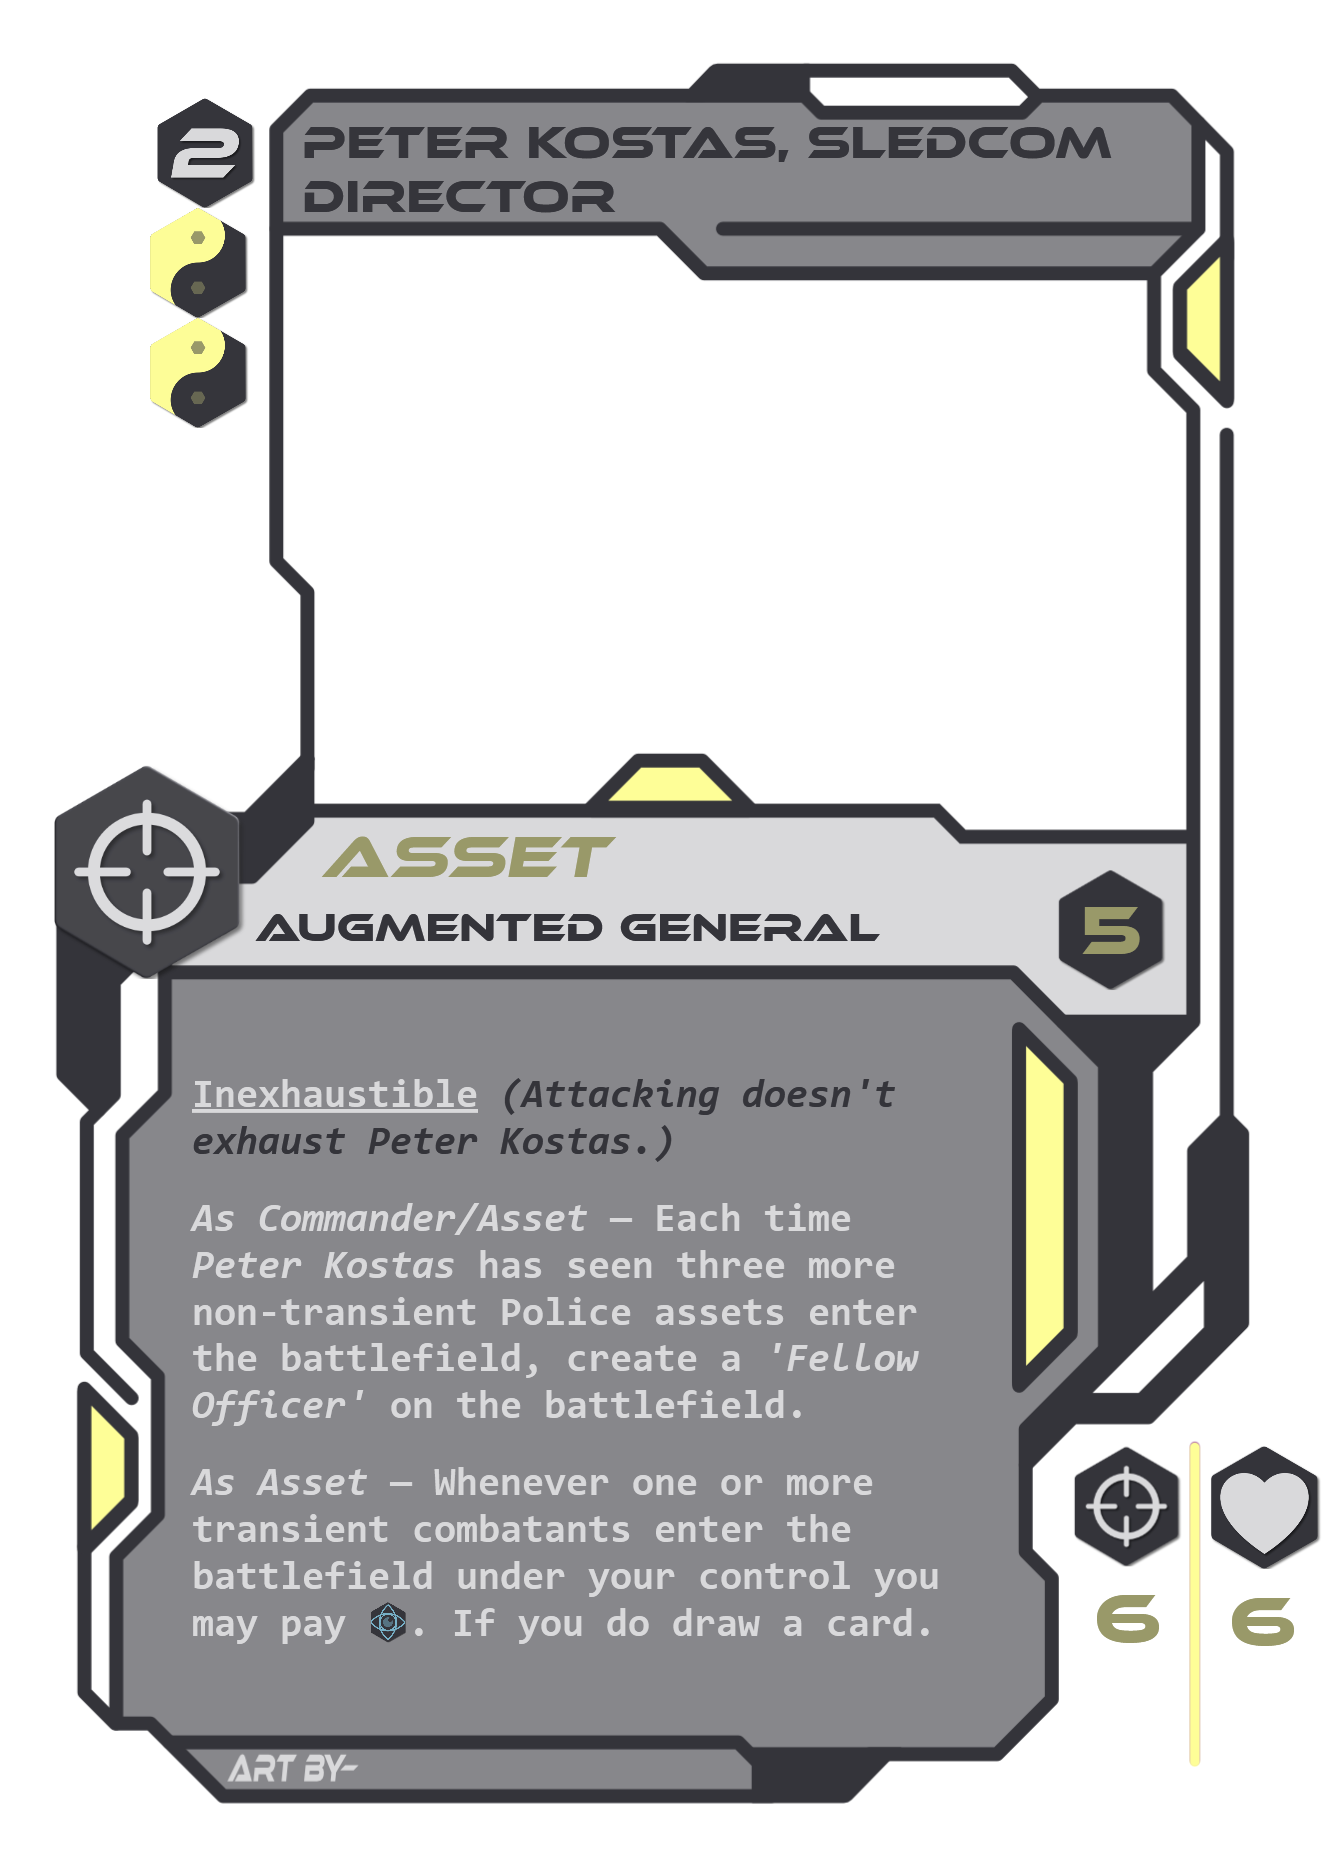 2
PETER KOSTAS, SLEDCOM
DIRECTOR
ASSET
AUGMENTED GENERAL
5
Inexhaustible (Attacking doesn't
exhaust Peter Kostas.)
As Commander/Asset — Each time
Peter Kostas has seen three more
non-transient Police assets enter
the battlefield, create a 'Fellow
Officer' on the battlefield.
As Asset — Whenever one or more
transient combatants enter the
battlefield under your control you
may pay . If you do draw a card.
6
6
ART BY-